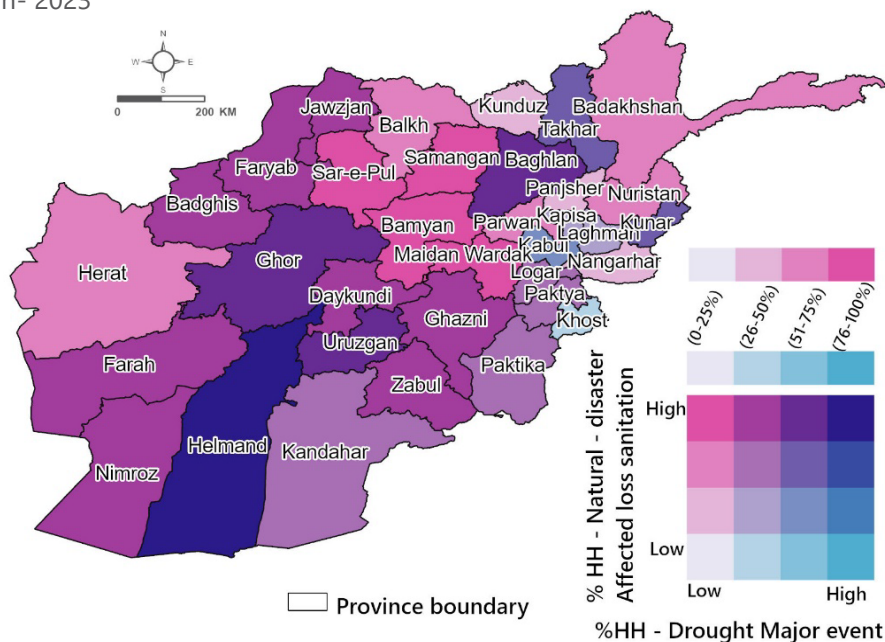 - 2023
N
W E
S
0 200 KM
Jawzjan
Balkh
Kunduz
Takhar
Badakhshan
Faryab
Sar-e-Pul
Samangan
Baghlan
Badghis
Panjsher
Nuristan
Bamyan
Parwan
Kapisa
Kunar
Laghman
Herat
Ghor
Maidan Wardak
Kabul
Nangarhar
Logar
Daykundi
Paktya
Ghazni
Khost
Uruzgan
Farah
Zabul
Paktika
Helmand
Kandahar
Nimroz
(0-25%)
(26-50%)
(51-75%)
(76-100%)
High
Low
Low
High
% HH - Natural - disaster
Affected loss sanitation
%HH - Drought Major event
Province boundary